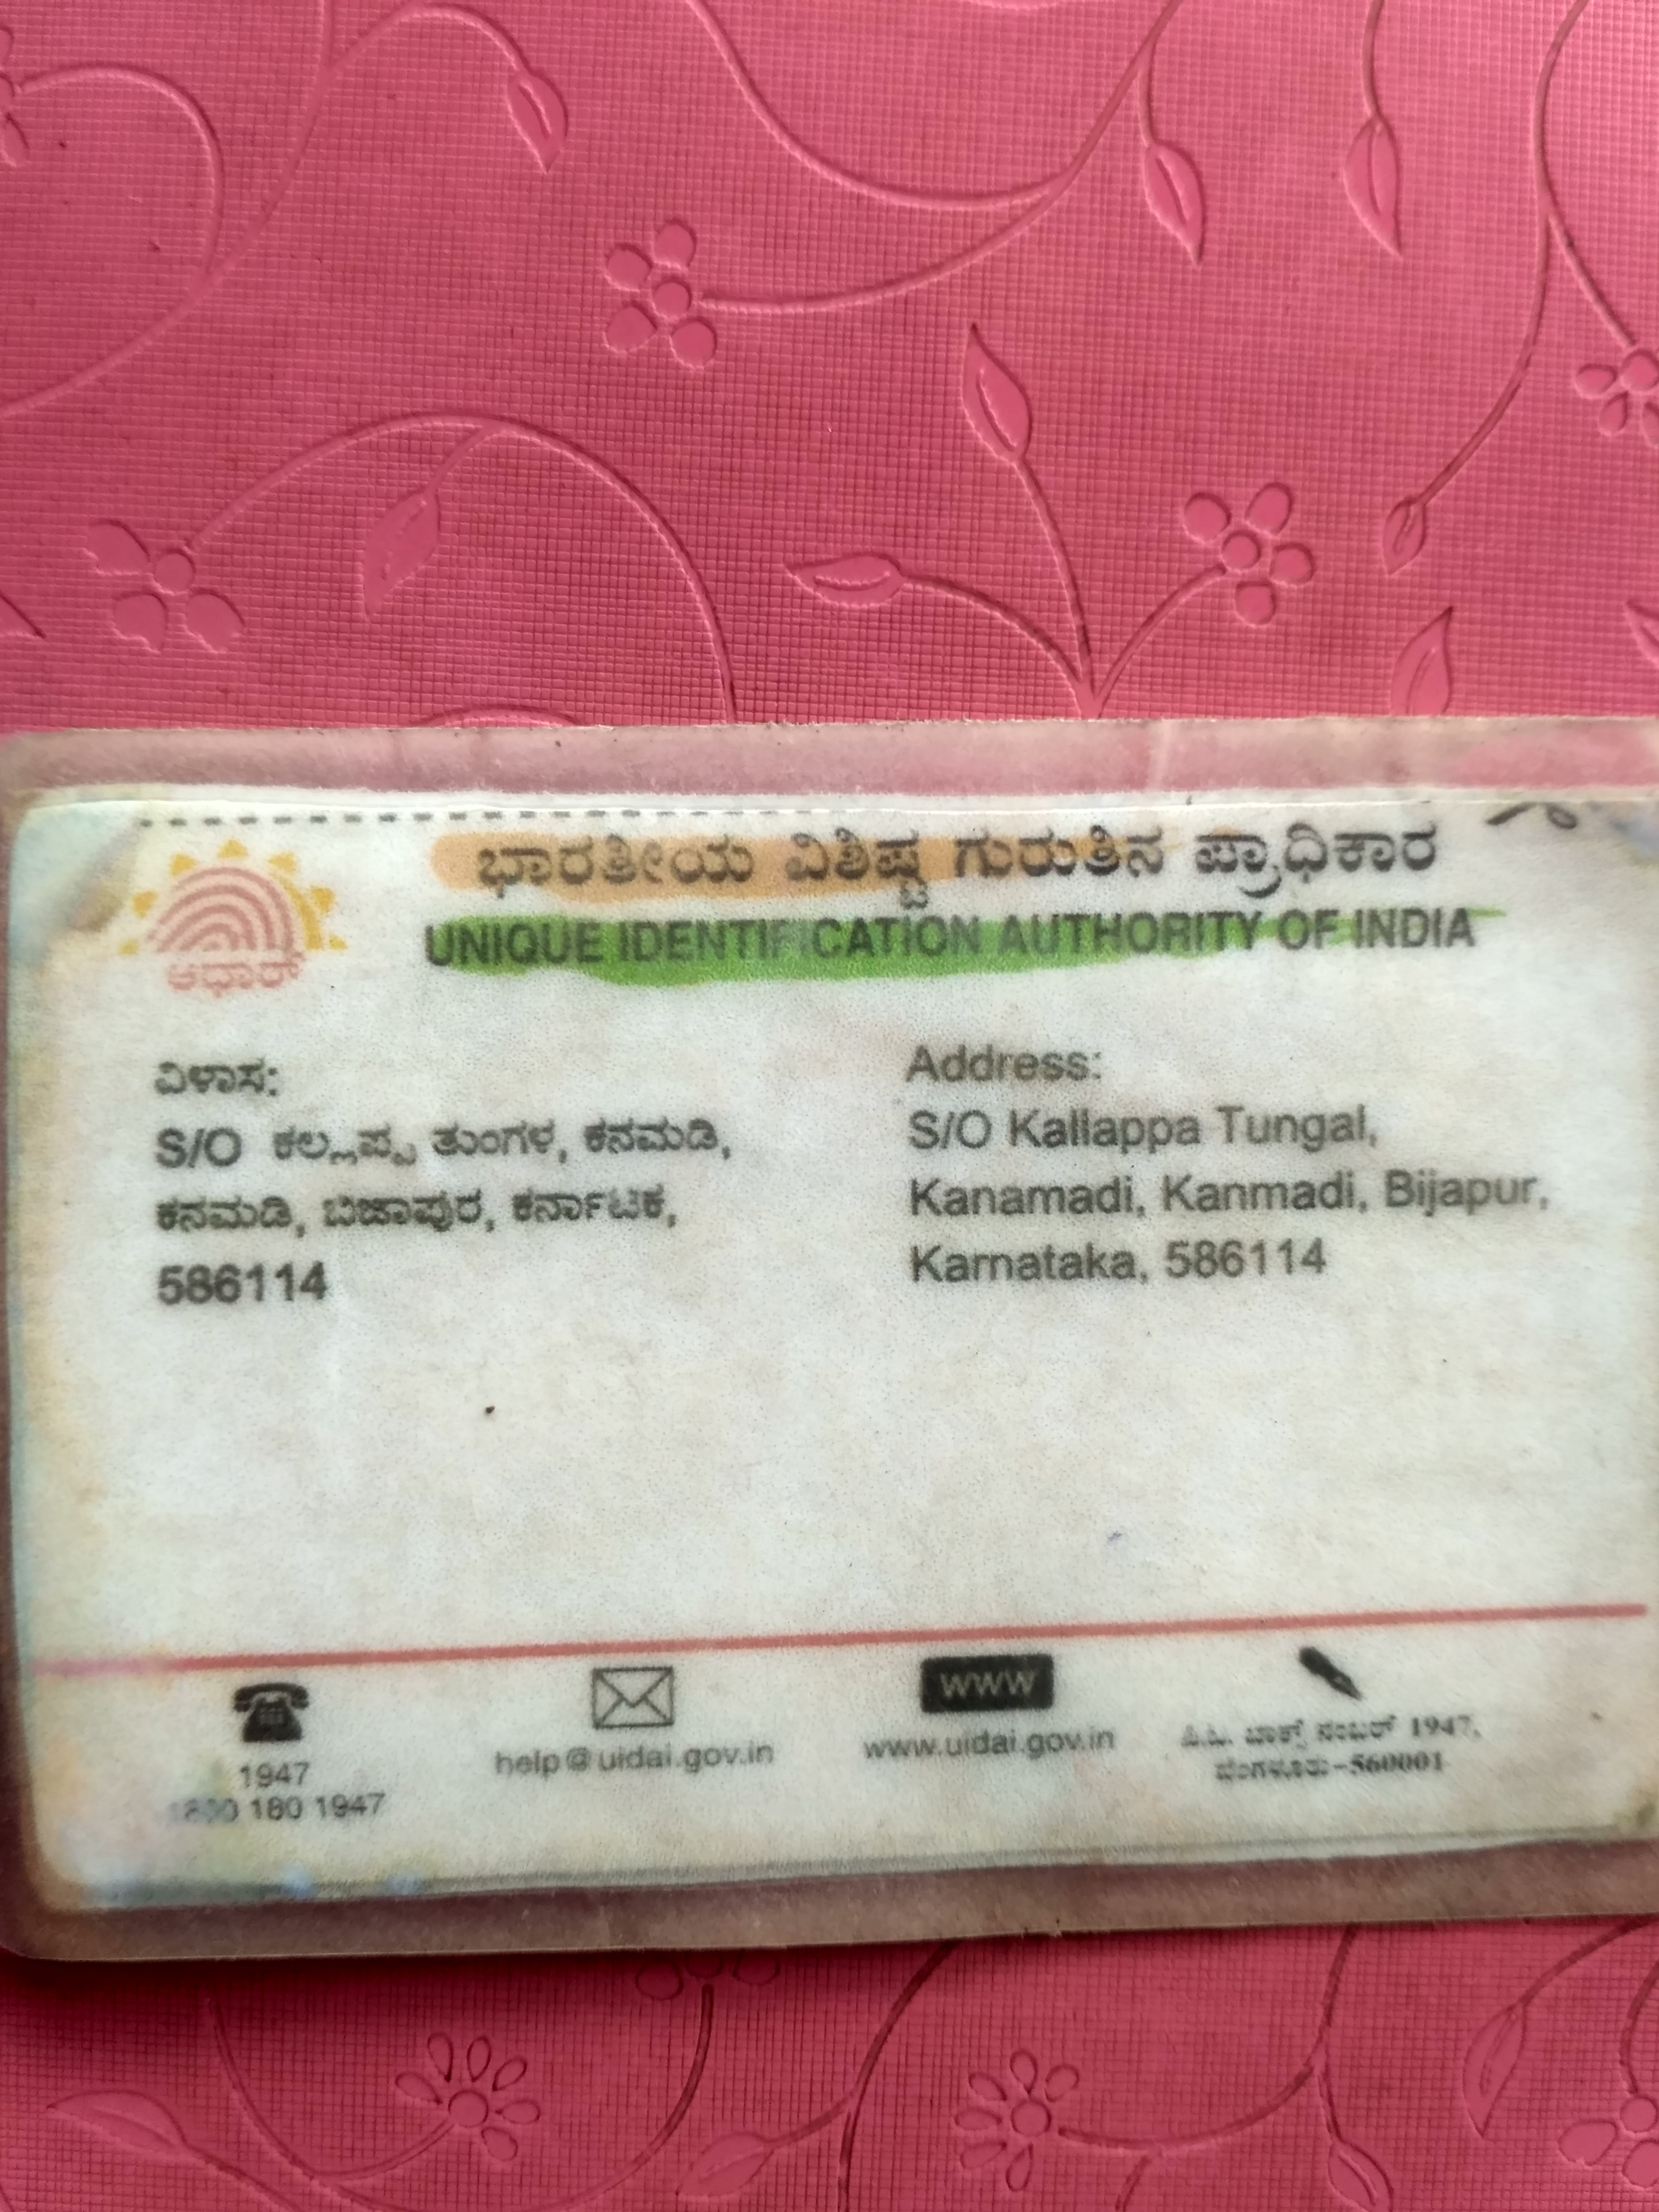 ಭಾರತೀಯ ವಿಶಿಷ್ಟ ಗುರುತಿನ ಪ್ರಾಧಿಕಾರ
UNIQUE IDENTIFICATION AUTHORITY OF INDIA
ಆಧಾರ್
ವಿಳಾಸ:
S/O ಕಲ್ಲಪ್ಪ ತುಂಗಳ, ಕನಮಡಿ,
ಕನಮಡಿ, ಬಿಜಾಪುರ, ಕರ್ನಾಟಕ,
586114
Address:
S/O Kallappa Tungal,
Kanamadi, Kanmadi, Bijapur,
Karnataka, 586114
1947
1800 180 1947
help@uidai.gov.in
WWW
www.uidai.gov.in
ಪಿ.ಬಿ. ಬಾಕ್ಸ್ ನಂಬರ್ 1947,
ಬೆಂಗಳೂರು-560001